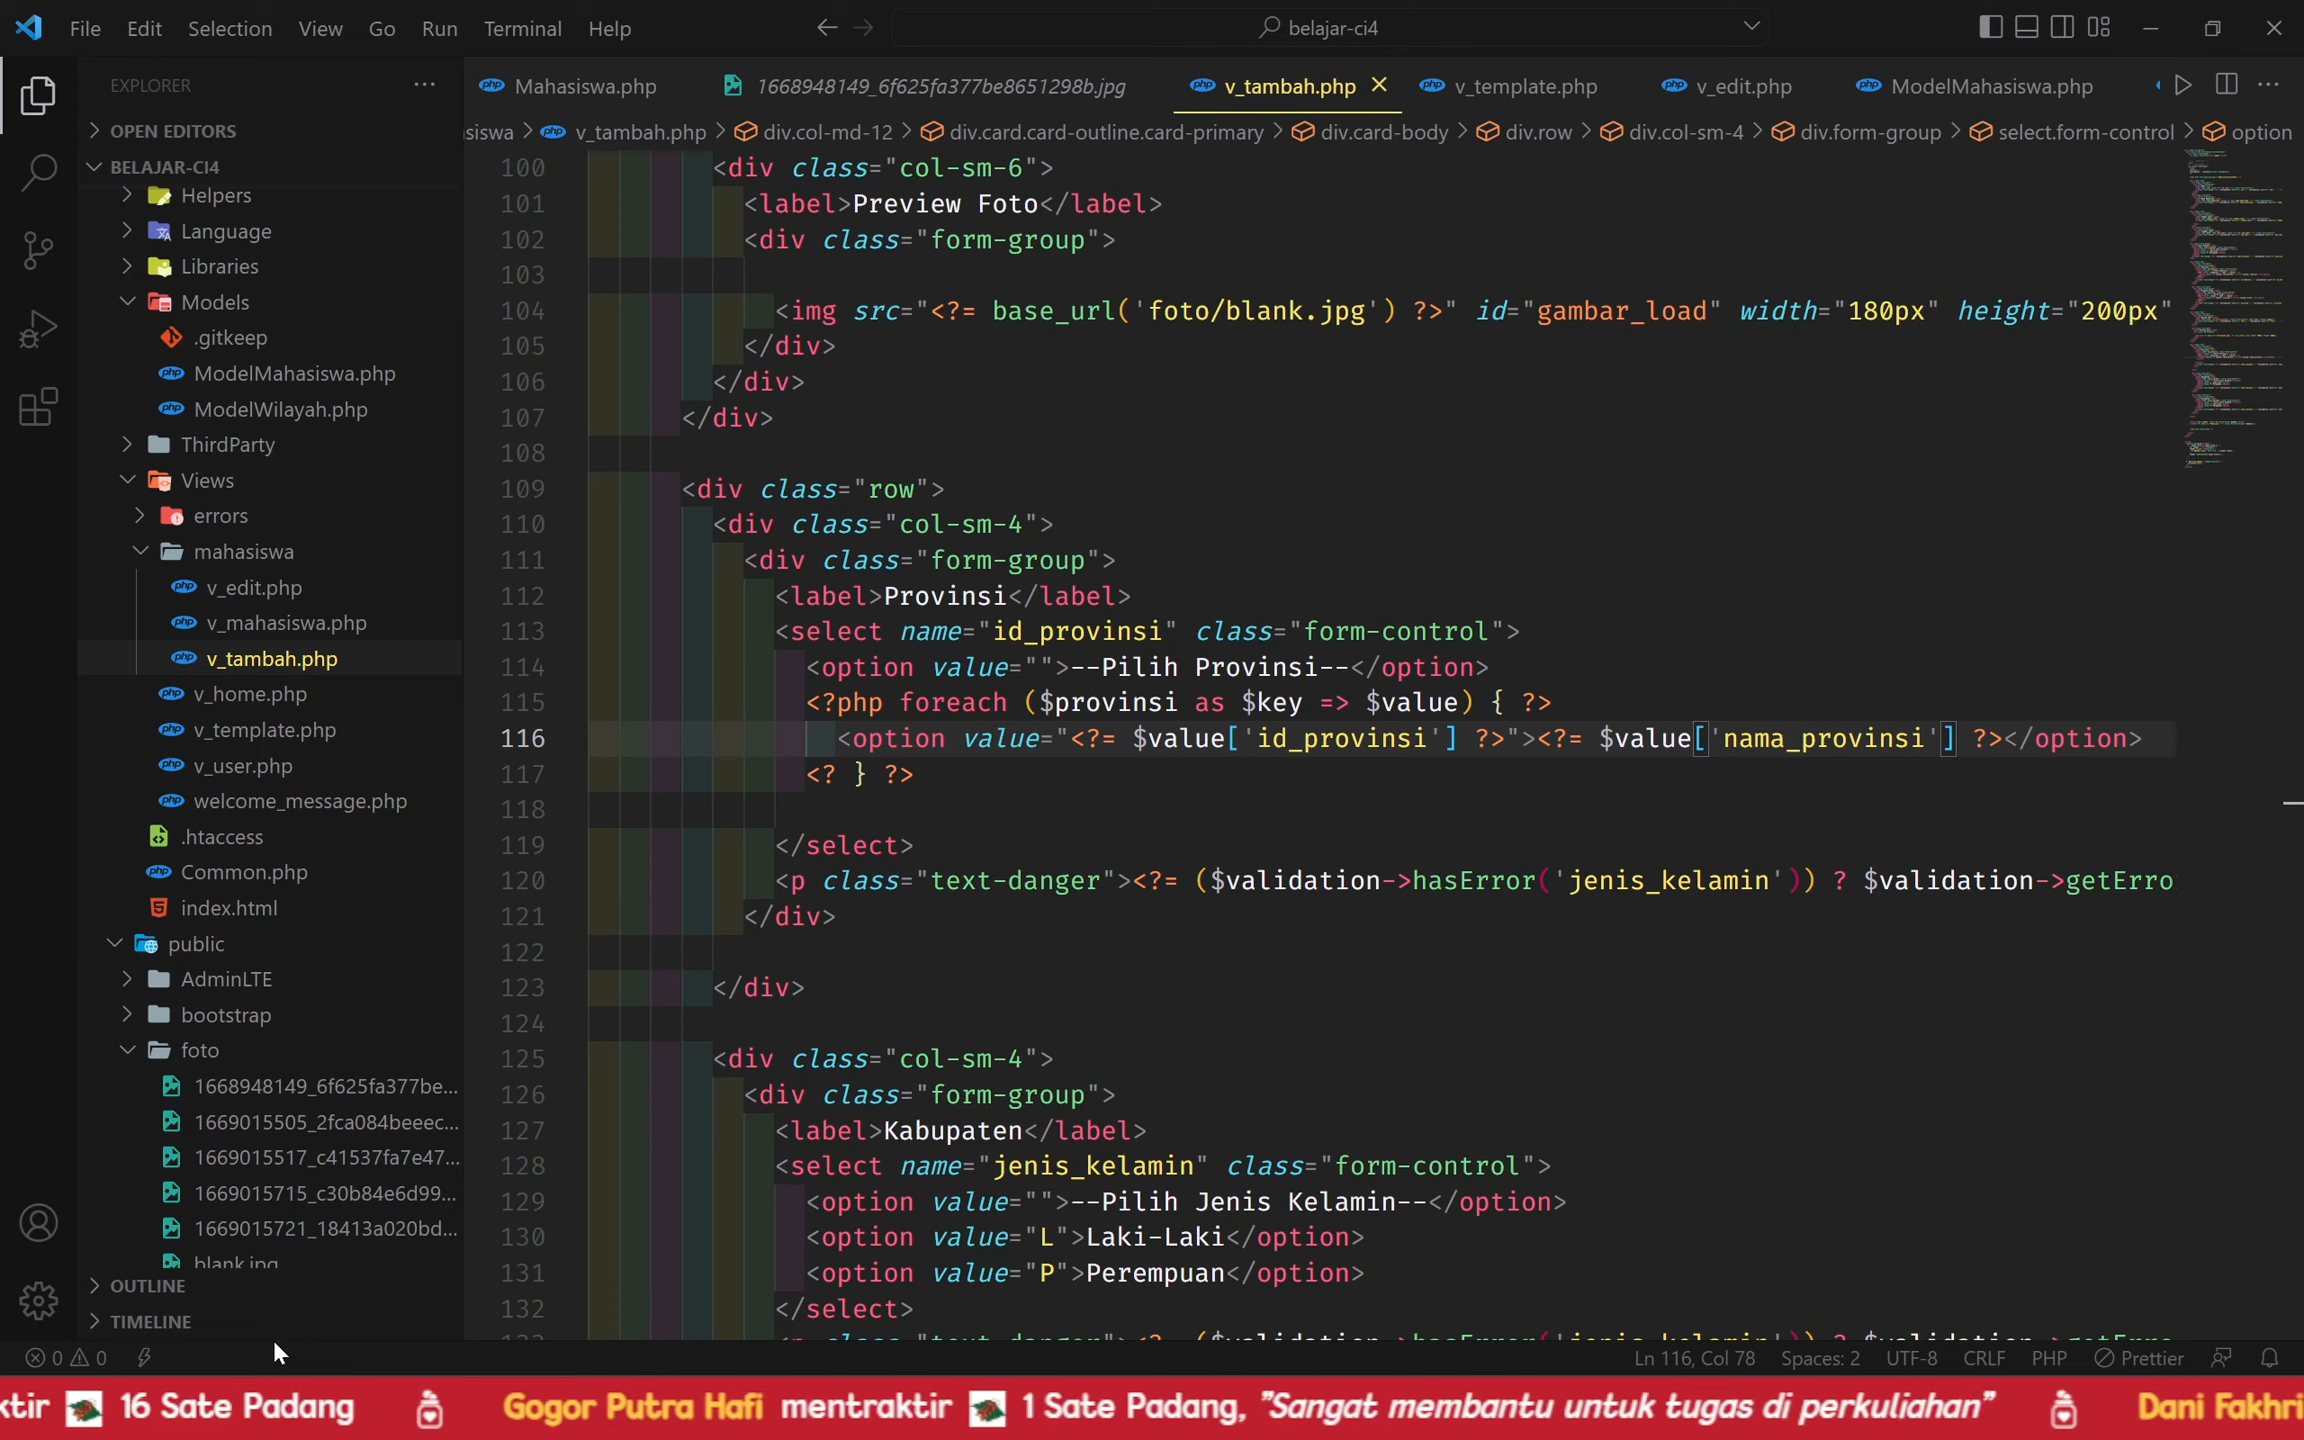 File Edit Selection View Go Run Terminal Help
belajar-ci4
EXPLORER
OPEN EDITORS
BELAJAR-CI4
Helpers
Language
Libraries
Models
.gitkeep
ModelMahasiswa.php
ModelWilayah.php
ThirdParty
Views
errors
mahasiswa
v_edit.php
v_mahasiswa.php
v_tambah.php
v_home.php
v_template.php
v_user.php
welcome_message.php
.htaccess
Common.php
index.html
public
AdminLTE
bootstrap
foto
1668948149_6f625fa377be...
1669015505_2fca084beeec...
1669015517_c41537fa7e47...
1669015715_c30b84e6d99...
1669015721_18413a020bd...
blank.jpg
OUTLINE
TIMELINE
Mahasiswa.php 1668948149_6f625fa377be8651298b.jpg v_tambah.php v_template.php v_edit.php ModelMahasiswa.php
siswa > v_tambah.php > div.col-md-12 > div.card.card-outline.card-primary > div.card-body > div.row > div.col-sm-4 > div.form-group > select.form-control > option
100 <div class="col-sm-6">
101 <label>Preview Foto</label>
102 <div class="form-group">
103
104 <img src="<?= base_url('foto/blank.jpg') ?>" id="gambar_load" width="180px" height="200px"
105 </div>
106 </div>
107 </div>
108
109 <div class="row">
110 <div class="col-sm-4">
111 <div class="form-group">
112 <label>Provinsi</label>
113 <select name="id_provinsi" class="form-control">
114 <option value="">--Pilih Provinsi--</option>
115 <?php foreach ($provinsi as $key => $value) { ?>
116 <option value="<?= $value['id_provinsi'] ?>"><?= $value['nama_provinsi'] ?></option>
117 <? } ?>
118
119 </select>
120 <p class="text-danger"><?= ($validation->hasError('jenis_kelamin')) ? $validation->getErro
121 </div>
122
123 </div>
124
125 <div class="col-sm-4">
126 <div class="form-group">
127 <label>Kabupaten</label>
128 <select name="jenis_kelamin" class="form-control">
129 <option value="">--Pilih Jenis Kelamin--</option>
130 <option value="L">Laki-Laki</option>
131 <option value="P">Perempuan</option>
132 </select>
0 0
Ln 116, Col 78 Spaces: 2 UTF-8 CRLF PHP Prettier
ktir 16 Sate Padang Gogor Putra Hafi mentraktir 1 Sate Padang, "Sangat membantu untuk tugas di perkuliahan" Dani Fakhri